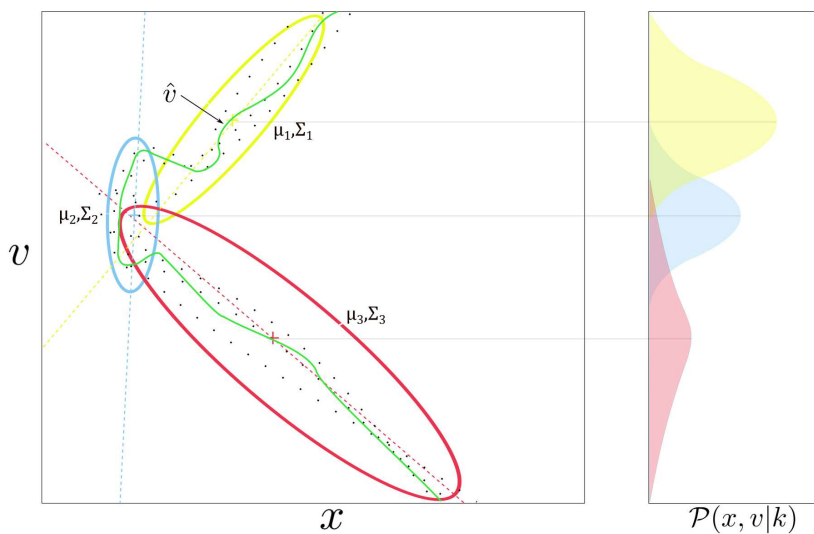 v̂
μ₁,Σ₁
μ₂,Σ₂
v
μ₃,Σ₃
x
𝒫(x, v|k)